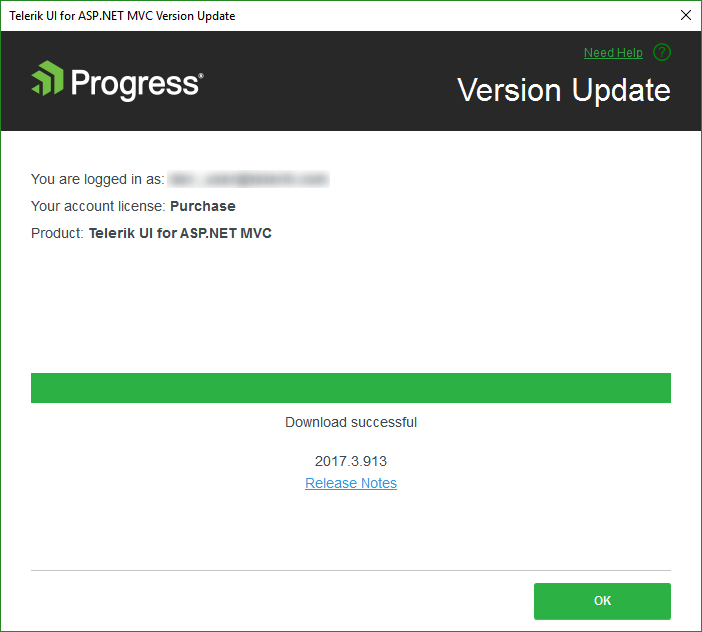 Telerik UI for ASP.NET MVC Version Update
Need Help ?
Progress®
Version Update
You are logged in as:
Your account license: Purchase
Product: Telerik UI for ASP.NET MVC
Download successful
2017.3.913
Release Notes
OK